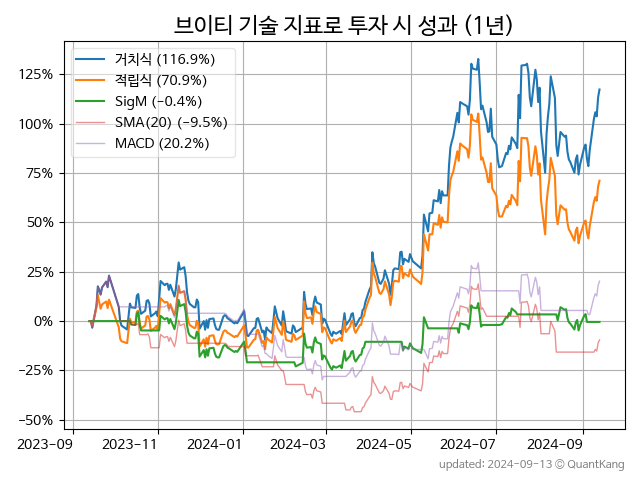 브이티 기술 지표로 투자 시 성과 (1년)
거치식 (116.9%)
적립식 (70.9%)
SigM (−0.4%)
SMA(20) (−9.5%)
MACD (20.2%)
125%
100%
75%
50%
25%
0%
−25%
−50%
2023-09 2023-11 2024-01 2024-03 2024-05 2024-07 2024-09
updated: 2024-09-13 © QuantKang